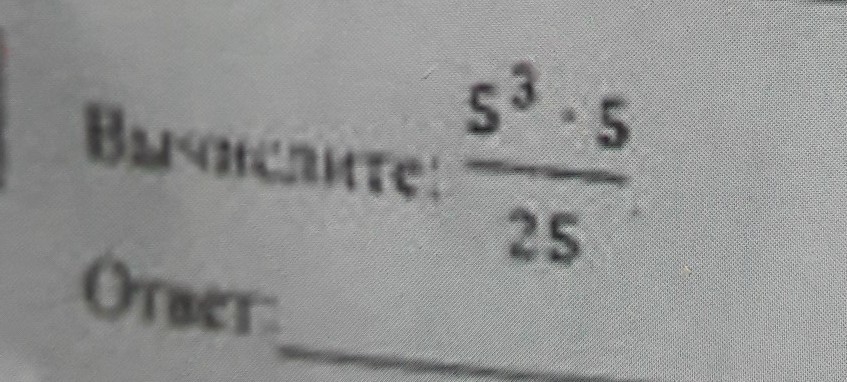 Вычислите: 5³ · 5 / 25.
Ответ: